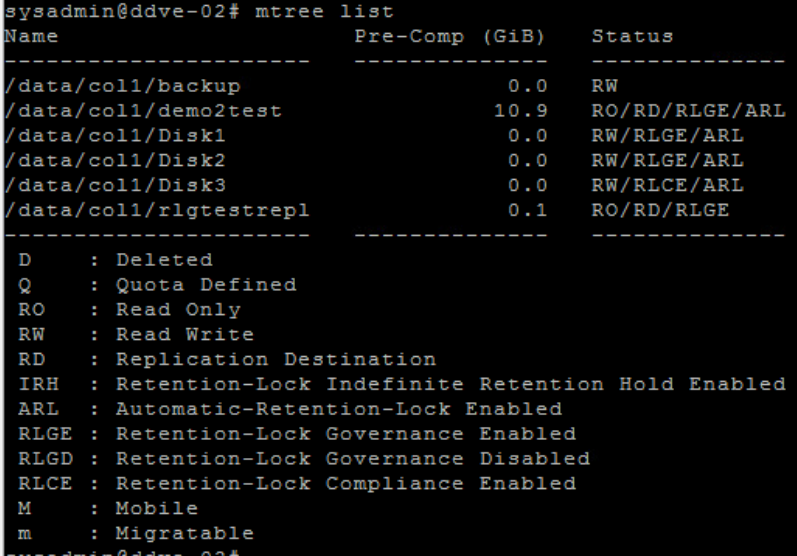 sysadmin@ddve-02# mtree list
Name Pre-Comp (GiB) Status
----------------------- -------------- --------------
/data/col1/backup 0.0 RW
/data/col1/demo2test 10.9 RO/RD/RLGE/ARL
/data/col1/Disk1 0.0 RW/RLGE/ARL
/data/col1/Disk2 0.0 RW/RLGE/ARL
/data/col1/Disk3 0.0 RW/RLCE/ARL
/data/col1/rlgtestrepl 0.1 RO/RD/RLGE
----------------------- -------------- --------------
D : Deleted
Q : Quota Defined
RO : Read Only
RW : Read Write
RD : Replication Destination
IRH : Retention-Lock Indefinite Retention Hold Enabled
ARL : Automatic-Retention-Lock Enabled
RLGE : Retention-Lock Governance Enabled
RLGD : Retention-Lock Governance Disabled
RLCE : Retention-Lock Compliance Enabled
M : Mobile
m : Migratable
sysadmin@ddve-02#